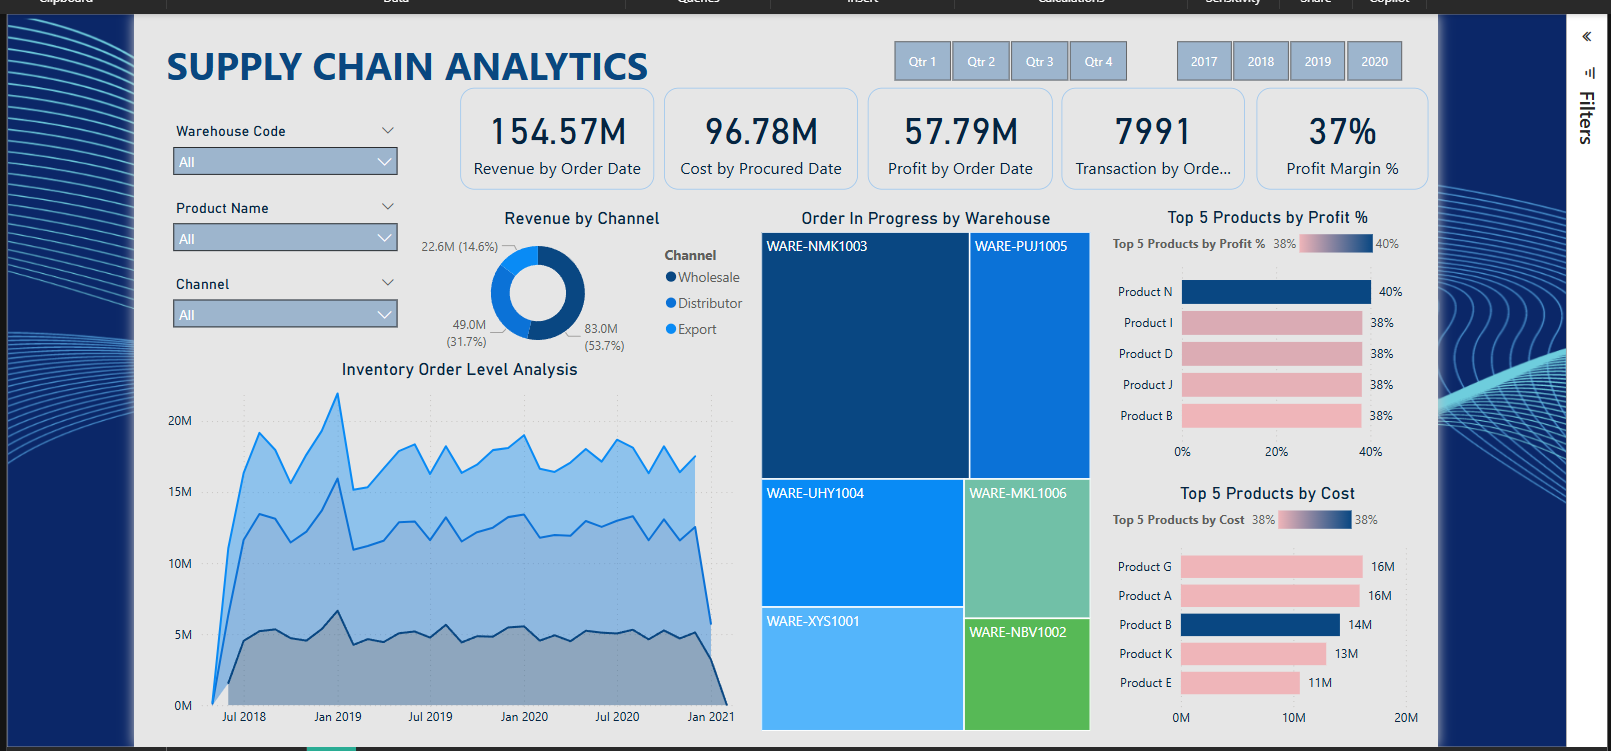 Clipboard Data Queries Insert Calculations Sensitivity Share Copilot
SUPPLY CHAIN ANALYTICS
Qtr 1 Qtr 2 Qtr 3 Qtr 4
2017 2018 2019 2020
Filters
Warehouse Code
All
Product Name
All
Channel
All
154.57M
Revenue by Order Date
96.78M
Cost by Procured Date
57.79M
Profit by Order Date
7991
Transaction by Orde...
37%
Profit Margin %
Revenue by Channel
22.6M (14.6%)
49.0M
(31.7%)
83.0M
(53.7%)
Channel
Wholesale
Distributor
Export
Inventory Order Level Analysis
20M
15M
10M
5M
0M
Jul 2018 Jan 2019 Jul 2019 Jan 2020 Jul 2020 Jan 2021
Order In Progress by Warehouse
WARE-NMK1003
WARE-PUJ1005
WARE-UHY1004
WARE-MKL1006
WARE-XYS1001
WARE-NBV1002
Top 5 Products by Profit %
Top 5 Products by Profit % 38% 40%
Product N 40%
Product I 38%
Product D 38%
Product J 38%
Product B 38%
0% 20% 40%
Top 5 Products by Cost
Top 5 Products by Cost 38% 38%
Product G 16M
Product A 16M
Product B 14M
Product K 13M
Product E 11M
0M 10M 20M